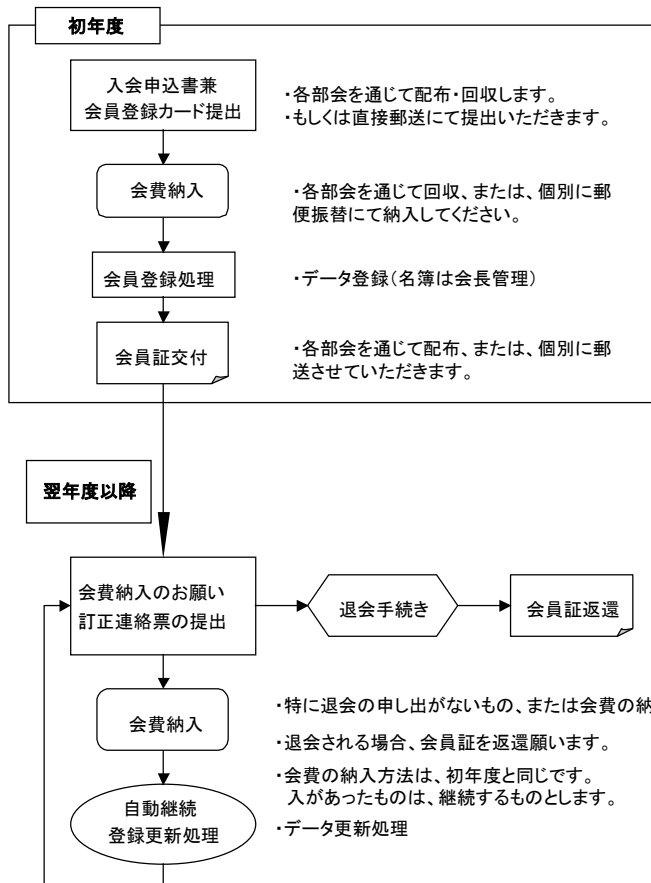 初年度
入会申込書兼
会員登録カード提出
・各部会を通じて配布・回収します。
・もしくは直接郵送にて提出いただきます。
会費納入
・各部会を通じて回収、または、個別に郵
便振替にて納入してください。
会員登録処理
・データ登録（名簿は会長管理）
会員証交付
・各部会を通じて配布、または、個別に郵
送させていただきます。
翌年度以降
会費納入のお願い
訂正連絡票の提出
退会手続き
会員証返還
会費納入
・特に退会の申し出がないもの、または会費の納
・退会される場合、会員証を返還願います。
・会費の納入方法は、初年度と同じです。
入があったものは、継続するものとします。
自動継続
登録更新処理
・データ更新処理